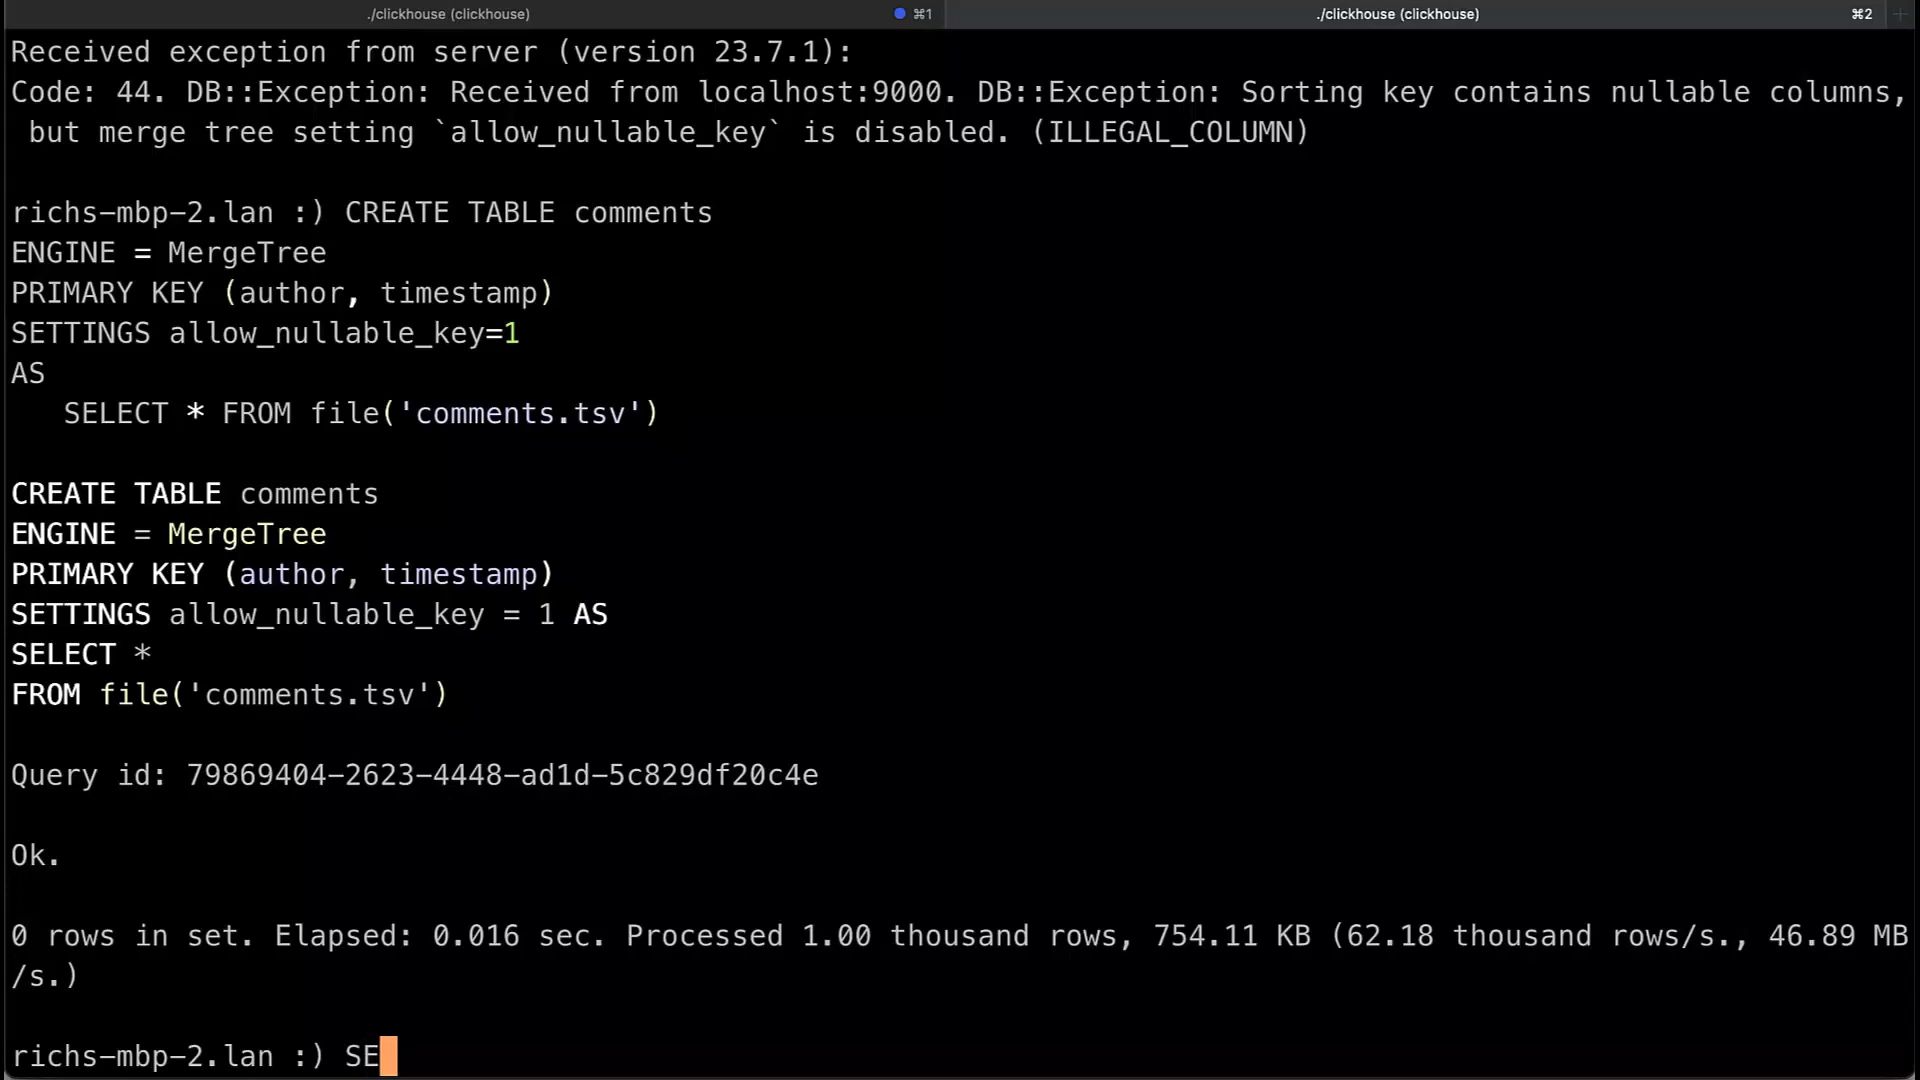 ./clickhouse (clickhouse) ⌘1 ./clickhouse (clickhouse) ⌘2
Received exception from server (version 23.7.1):
Code: 44. DB::Exception: Received from localhost:9000. DB::Exception: Sorting key contains nullable columns,
 but merge tree setting `allow_nullable_key` is disabled. (ILLEGAL_COLUMN)
richs-mbp-2.lan :) CREATE TABLE comments
ENGINE = MergeTree
PRIMARY KEY (author, timestamp)
SETTINGS allow_nullable_key=1
AS
   SELECT * FROM file('comments.tsv')
CREATE TABLE comments
ENGINE = MergeTree
PRIMARY KEY (author, timestamp)
SETTINGS allow_nullable_key = 1 AS
SELECT *
FROM file('comments.tsv')
Query id: 79869404-2623-4448-ad1d-5c829df20c4e
Ok.
0 rows in set. Elapsed: 0.016 sec. Processed 1.00 thousand rows, 754.11 KB (62.18 thousand rows/s., 46.89 MB
/s.)
richs-mbp-2.lan :) SE